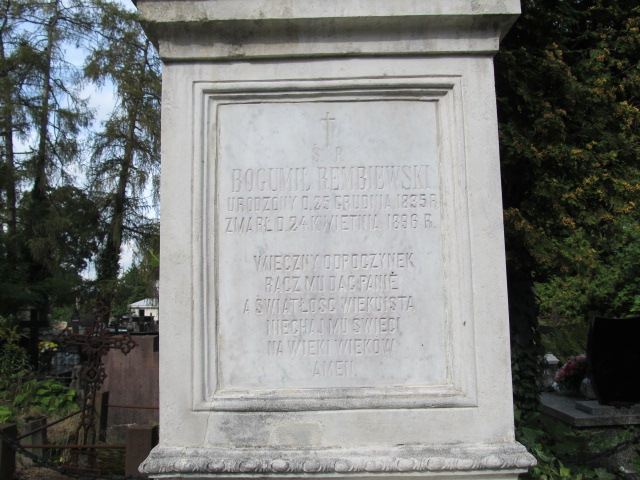 Ś. P.
BOGUMIŁ REMBIEWSKI
URODZONY D. 25 GRUDNIA 1835 R.
ZMARŁ D. 24 KWIETNIA 1896 R.
WIECZNY ODPOCZYNEK
RACZ MU DAĆ PANIE
A ŚWIATŁOŚĆ WIEKUISTA
NIECHAJ MU ŚWIĘCI
NA WIEKI WIEKÓW
AMEN.